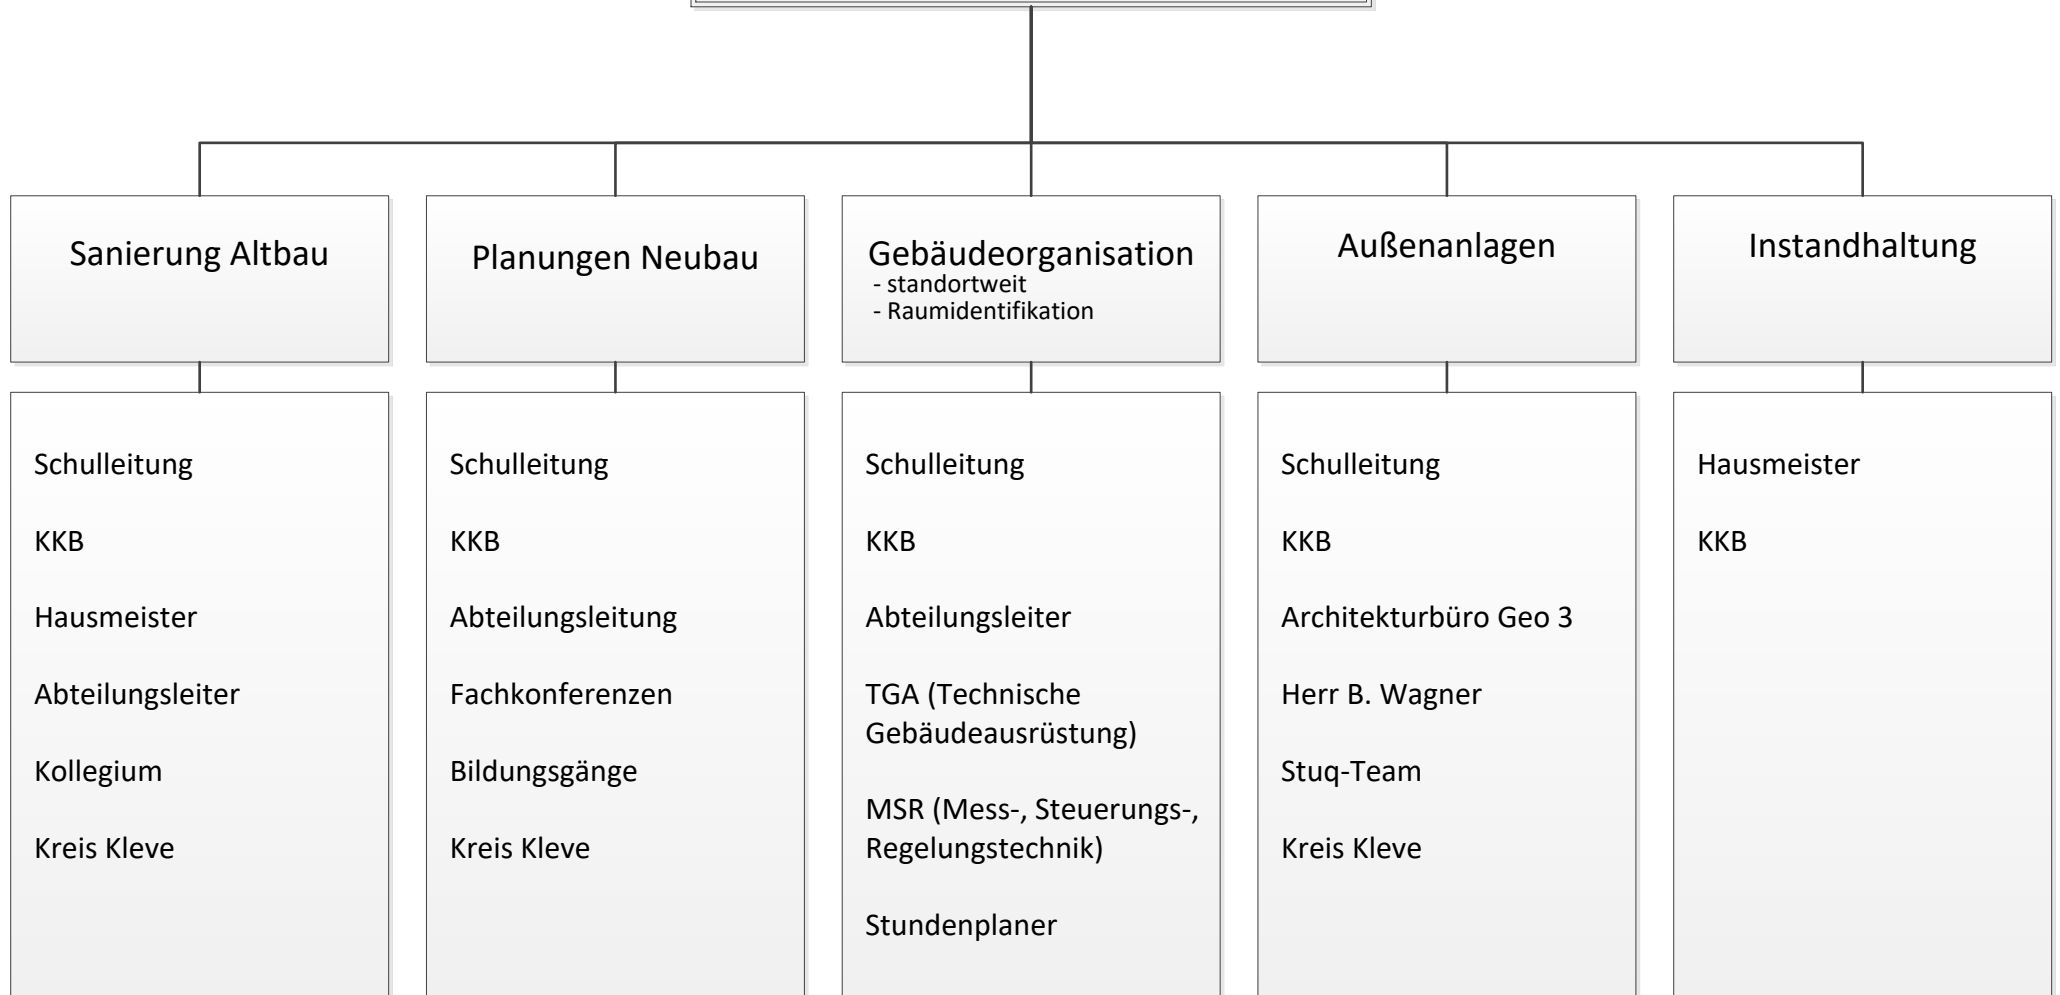 Sanierung Altbau
Planungen Neubau
Gebäudeorganisation
- standortweit
- Raumidentifikation
Außenanlagen
Instandhaltung
Schulleitung
KKB
Hausmeister
Abteilungsleiter
Kollegium
Kreis Kleve
Schulleitung
KKB
Abteilungsleitung
Fachkonferenzen
Bildungsgänge
Kreis Kleve
Schulleitung
KKB
Abteilungsleiter
TGA (Technische
Gebäudeausrüstung)
MSR (Mess-, Steuerungs-,
Regelungstechnik)
Stundenplaner
Schulleitung
KKB
Architekturbüro Geo 3
Herr B. Wagner
Stuq-Team
Kreis Kleve
Hausmeister
KKB